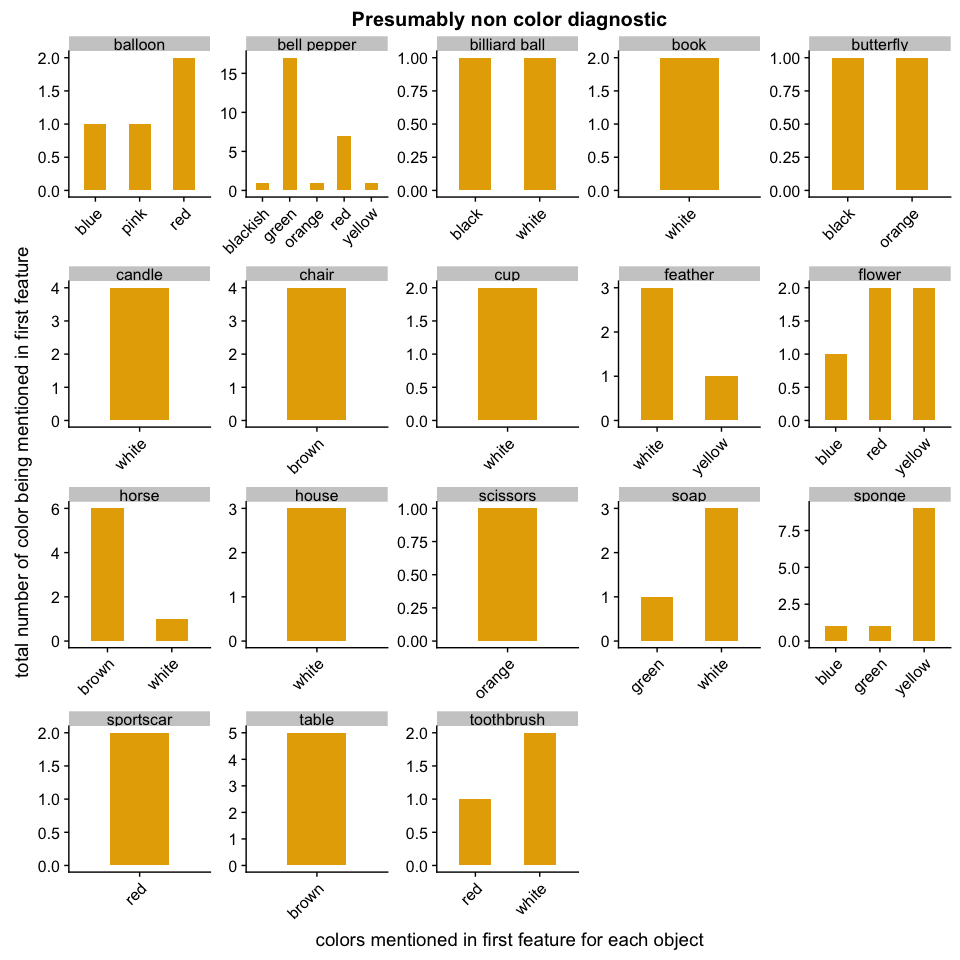 Presumably non color diagnostic
total number of color being mentioned in first feature
balloon
2.0
1.5
1.0
0.5
0.0
blue
pink
red
bell pepper
15
10
5
0
blackish
green
orange
red
yellow
billiard ball
1.00
0.75
0.50
0.25
0.00
black
white
book
2.0
1.5
1.0
0.5
0.0
white
butterfly
1.00
0.75
0.50
0.25
0.00
black
orange
candle
4
3
2
1
0
white
chair
4
3
2
1
0
brown
cup
2.0
1.5
1.0
0.5
0.0
white
feather
3
2
1
0
white
yellow
flower
2.0
1.5
1.0
0.5
0.0
blue
red
yellow
horse
6
4
2
0
brown
white
house
3
2
1
0
white
scissors
1.00
0.75
0.50
0.25
0.00
orange
soap
3
2
1
0
green
white
sponge
7.5
5.0
2.5
0.0
blue
green
yellow
sportscar
2.0
1.5
1.0
0.5
0.0
red
table
5
4
3
2
1
0
brown
toothbrush
2.0
1.5
1.0
0.5
0.0
red
white
colors mentioned in first feature for each object